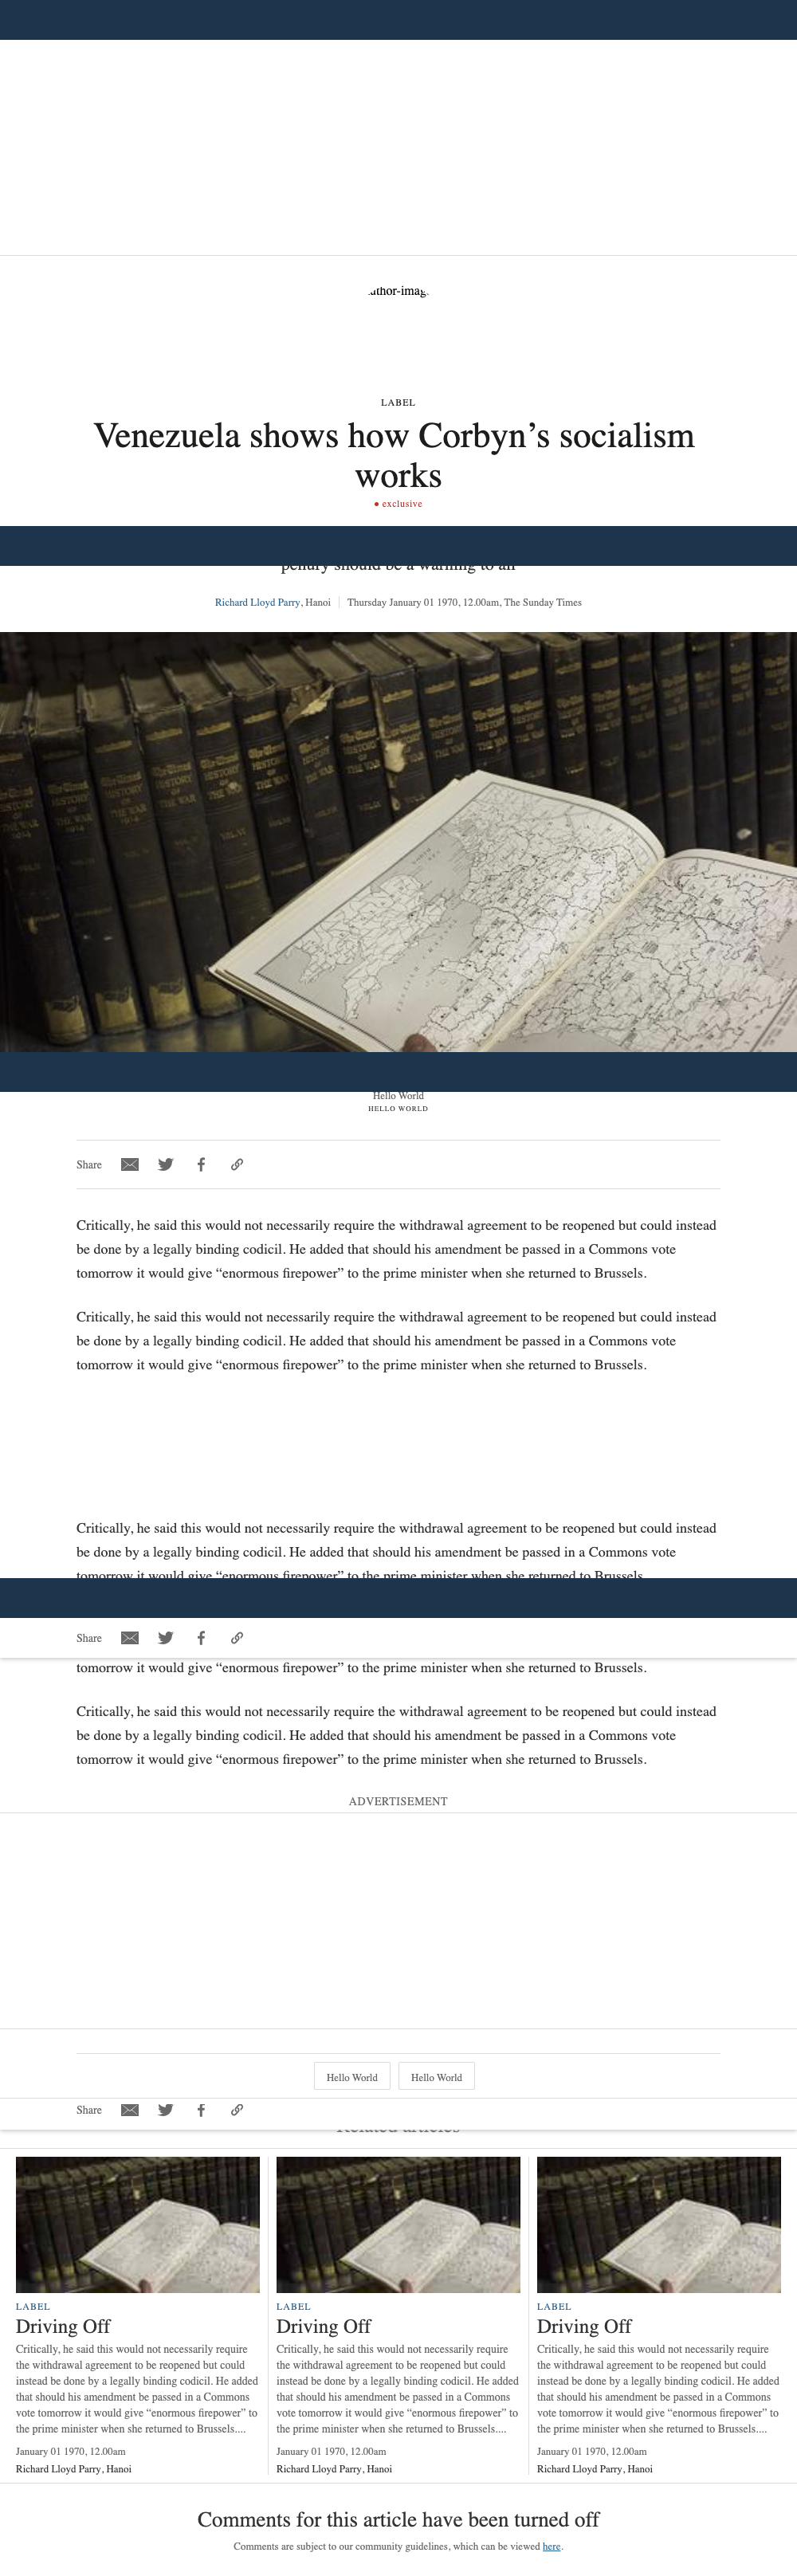 LABEL
Venezuela shows how Corbyn’s socialism
works
exclusive
penury should be a warning to all
Richard Lloyd Parry, Hanoi
Thursday January 01 1970, 12.00am, The Sunday Times
Hello World
HELLO WORLD
Share
Critically, he said this would not necessarily require the withdrawal agreement to be reopened but could instead
be done by a legally binding codicil. He added that should his amendment be passed in a Commons vote
tomorrow it would give “enormous firepower” to the prime minister when she returned to Brussels.
Critically, he said this would not necessarily require the withdrawal agreement to be reopened but could instead
be done by a legally binding codicil. He added that should his amendment be passed in a Commons vote
tomorrow it would give “enormous firepower” to the prime minister when she returned to Brussels.
Critically, he said this would not necessarily require the withdrawal agreement to be reopened but could instead
be done by a legally binding codicil. He added that should his amendment be passed in a Commons vote
tomorrow it would give “enormous firepower” to the prime minister when she returned to Brussels.
Share
tomorrow it would give “enormous firepower” to the prime minister when she returned to Brussels.
Critically, he said this would not necessarily require the withdrawal agreement to be reopened but could instead
be done by a legally binding codicil. He added that should his amendment be passed in a Commons vote
tomorrow it would give “enormous firepower” to the prime minister when she returned to Brussels.
ADVERTISEMENT
Hello World
Hello World
Share
Related articles
LABEL
Driving Off
Critically, he said this would not necessarily require
the withdrawal agreement to be reopened but could
instead be done by a legally binding codicil. He added
that should his amendment be passed in a Commons
vote tomorrow it would give “enormous firepower” to
the prime minister when she returned to Brussels....
January 01 1970, 12.00am
Richard Lloyd Parry, Hanoi
LABEL
Driving Off
Critically, he said this would not necessarily require
the withdrawal agreement to be reopened but could
instead be done by a legally binding codicil. He added
that should his amendment be passed in a Commons
vote tomorrow it would give “enormous firepower” to
the prime minister when she returned to Brussels....
January 01 1970, 12.00am
Richard Lloyd Parry, Hanoi
LABEL
Driving Off
Critically, he said this would not necessarily require
the withdrawal agreement to be reopened but could
instead be done by a legally binding codicil. He added
that should his amendment be passed in a Commons
vote tomorrow it would give “enormous firepower” to
the prime minister when she returned to Brussels....
January 01 1970, 12.00am
Richard Lloyd Parry, Hanoi
Comments for this article have been turned off
Comments are subject to our community guidelines, which can be viewed here.